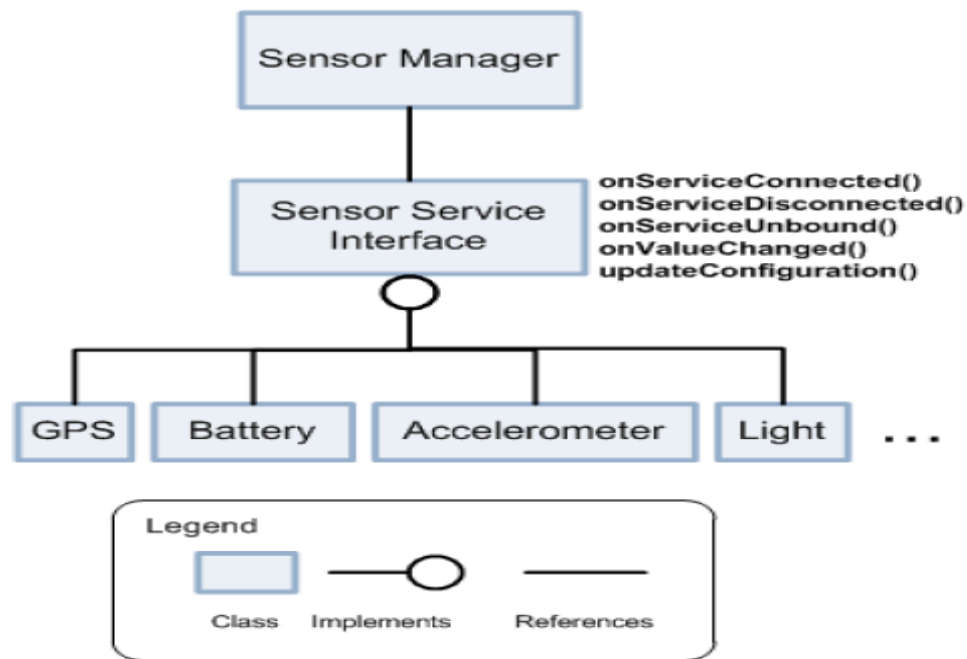 Sensor Manager
Sensor Service
Interface
onServiceConnected()
onServiceDisconnected()
onServiceUnbound()
onValueChanged()
updateConfiguration()
GPS
Battery
Accelerometer
Light
...
Legend
Class
Implements
References